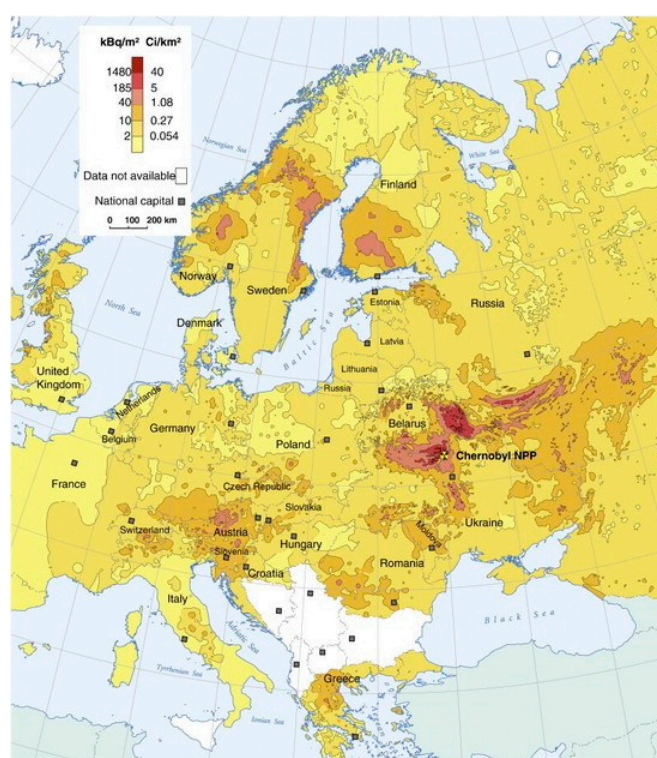 kBq/m² Ci/km²
1480 40
185 5
40 1.08
10 0.27
2 0.054
Data not available
National capital
0 100 200 km
Norwegian Sea
White Sea
Finland
Norway
Sweden
Russia
Estonia
North Sea
Baltic Sea
Denmark
Latvia
Lithuania
Russia
United
Kingdom
Netherlands
Belarus
Belgium
Germany
Poland
Chernobyl NPP
France
Czech Republic
Slovakia
Ukraine
Switzerland
Austria
Moldova
Hungary
Slovenia
Croatia
Romania
Italy
Adriatic Sea
Black Sea
Tyrrhenian Sea
Greece
Ionian Sea